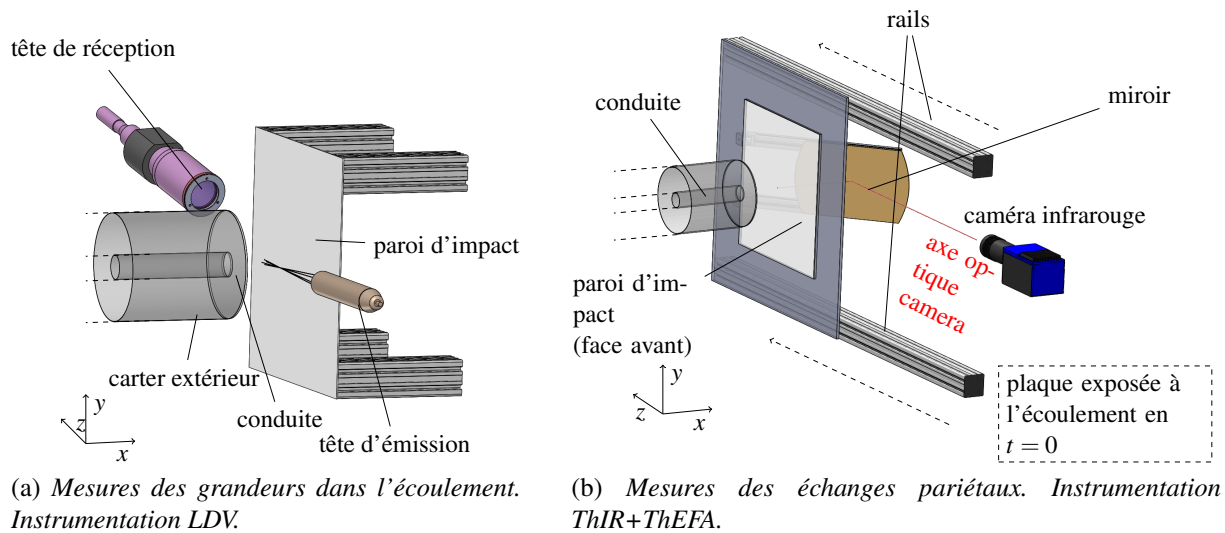 tête de réception
paroi d'impact
carter extérieur
conduite
tête d'émission
y
z
x
(a) Mesures des grandeurs dans l'écoulement.
Instrumentation LDV.
rails
conduite
miroir
caméra infrarouge
axe op-
tique
camera
paroi d'im-
pact
(face avant)
y
z
x
plaque exposée à
l'écoulement en
t = 0
(b) Mesures des échanges pariétaux. Instrumentation
ThIR+ThEFA.